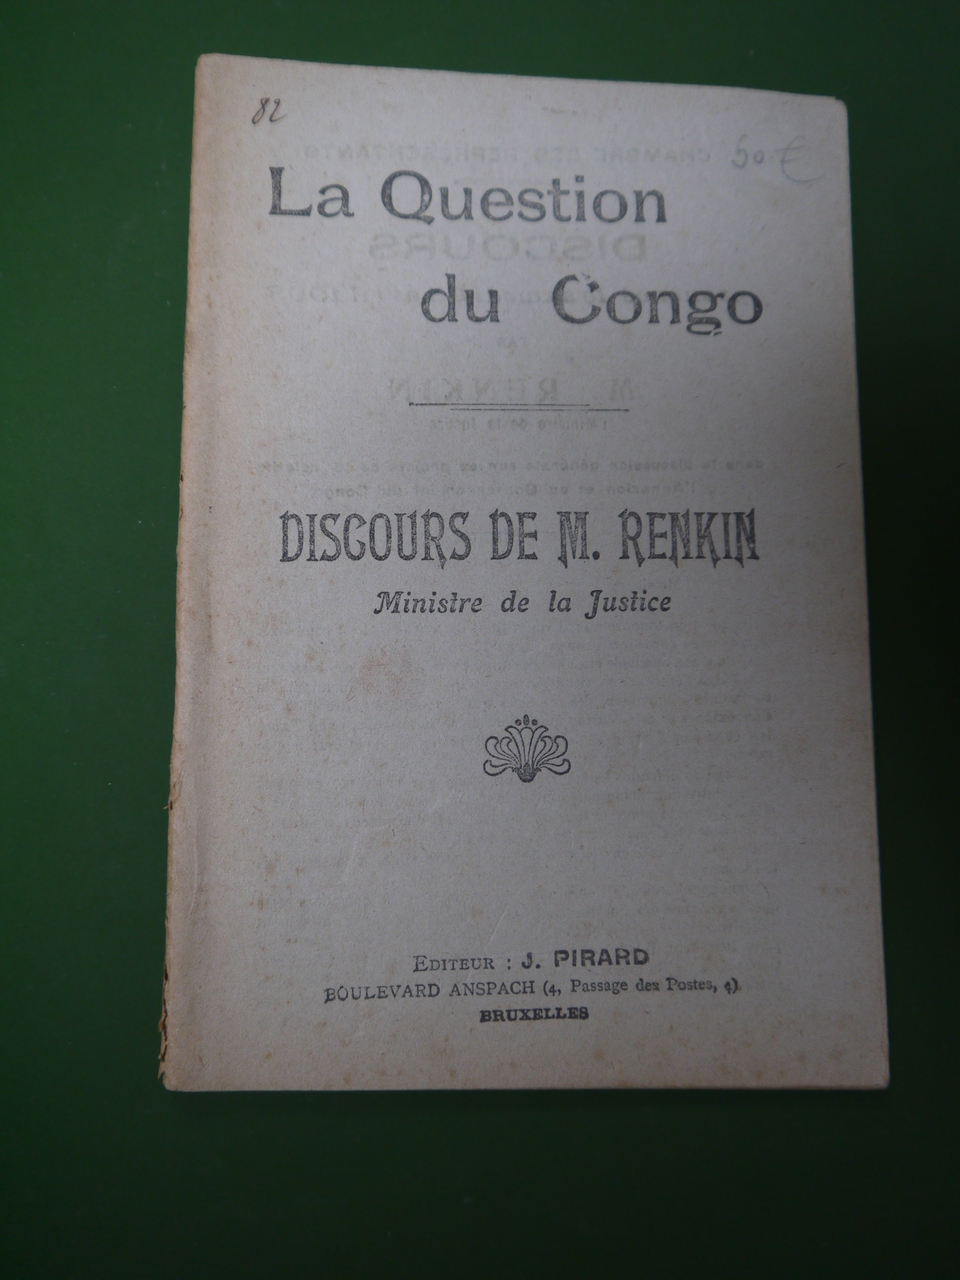 82
50 €
La Question
du Congo
DISCOURS DE M. RENKIN
Ministre de la Justice
EDITEUR : J. PIRARD
BOULEVARD ANSPACH (4, Passage des Postes, 4)
BRUXELLES